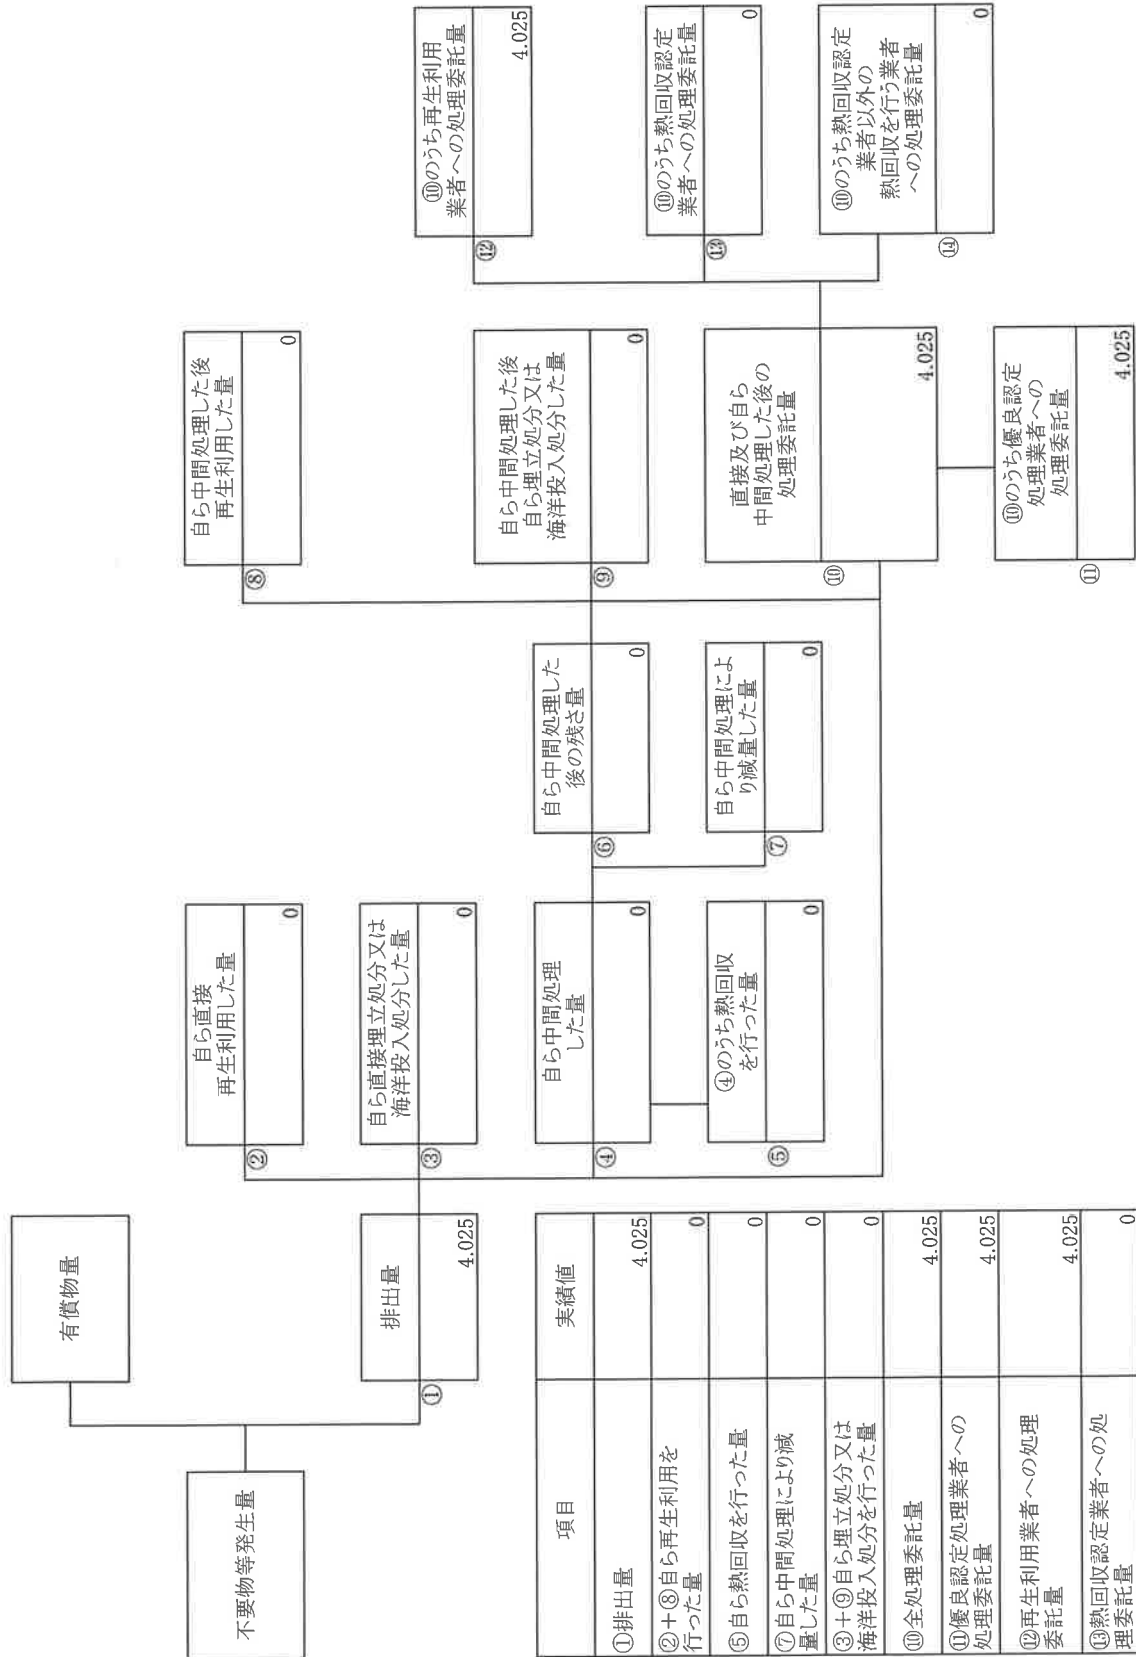 不要物等発生量
有償物量
①
排出量
4.025
②
自ら直接
再生利用した量
0
③
自ら直接埋立処分又は
海洋投入処分した量
0
④
自ら中間処理
した量
0
⑤
④のうち熱回収
を行った量
0
⑥
自ら中間処理した
後の残さ量
0
⑦
自ら中間処理によ
り減量した量
0
⑧
自ら中間処理した後
再生利用した量
0
⑨
自ら中間処理した後
自ら埋立処分又は
海洋投入処分した量
0
⑩
直接及び自ら
中間処理した後の
処理委託量
4.025
⑪
⑩のうち優良認定
処理業者への
処理委託量
4.025
⑫
⑩のうち再生利用
業者への処理委託量
4.025
⑬
⑩のうち熱回収認定
業者への処理委託量
0
⑭
⑩のうち熱回収認定
業者以外の
熱回収を行う業者
への処理委託量
0
項目 実績値
①排出量 4.025
②+⑧自ら再生利用を
行った量 0
⑤自ら熱回収を行った量 0
⑦自ら中間処理により減
量した量 0
③+⑨自ら埋立処分又は
海洋投入処分を行った量 0
⑩全処理委託量 4.025
⑪優良認定処理業者への
処理委託量 4.025
⑫再生利用業者への処理
委託量 4.025
⑬熱回収認定業者への処
理委託量 0